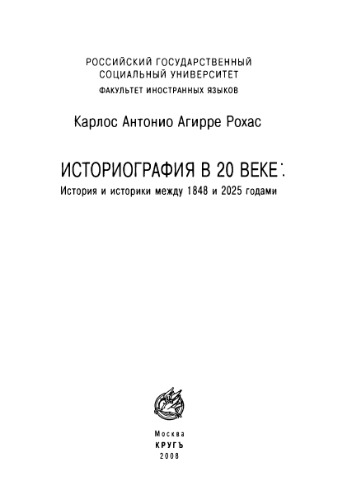 РОССИЙСКИЙ ГОСУДАРСТВЕННЫЙ
СОЦИАЛЬНЫЙ УНИВЕРСИТЕТ
ФАКУЛЬТЕТ ИНОСТРАННЫХ ЯЗЫКОВ
Карлос Антонио Агирре Рохас
ИСТОРИОГРАФИЯ В 20 ВЕКЕ.
История и историки между 1848 и 2025 годами
Москва
КРУГЪ
2008